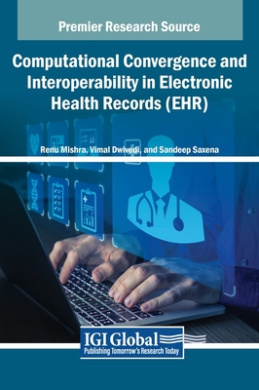 Premier Research Source
Computational Convergence and
Interoperability in Electronic
Health Records (EHR)
Renu Mishra, Vimal Dwivedi, and Sandeep Saxena
IGI Global
Publishing Tomorrow's Research Today